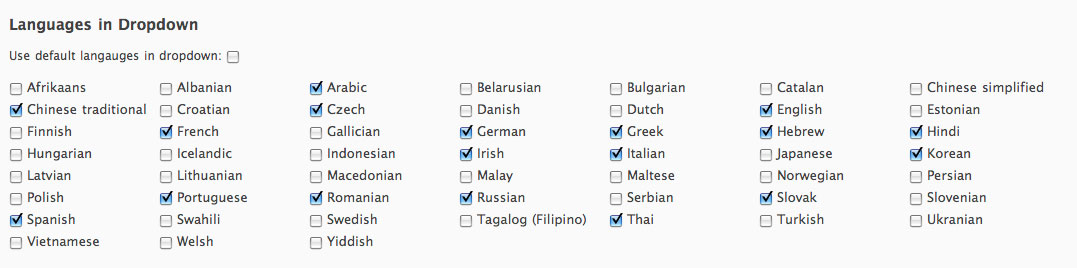 Languages in Dropdown
Use default langauges in dropdown:
Afrikaans Albanian Arabic Belarusian Bulgarian Catalan Chinese simplified
Chinese traditional Croatian Czech Danish Dutch English Estonian
Finnish French Gallician German Greek Hebrew Hindi
Hungarian Icelandic Indonesian Irish Italian Japanese Korean
Latvian Lithuanian Macedonian Malay Maltese Norwegian Persian
Polish Portuguese Romanian Russian Serbian Slovak Slovenian
Spanish Swahili Swedish Tagalog (Filipino) Thai Turkish Ukranian
Vietnamese Welsh Yiddish